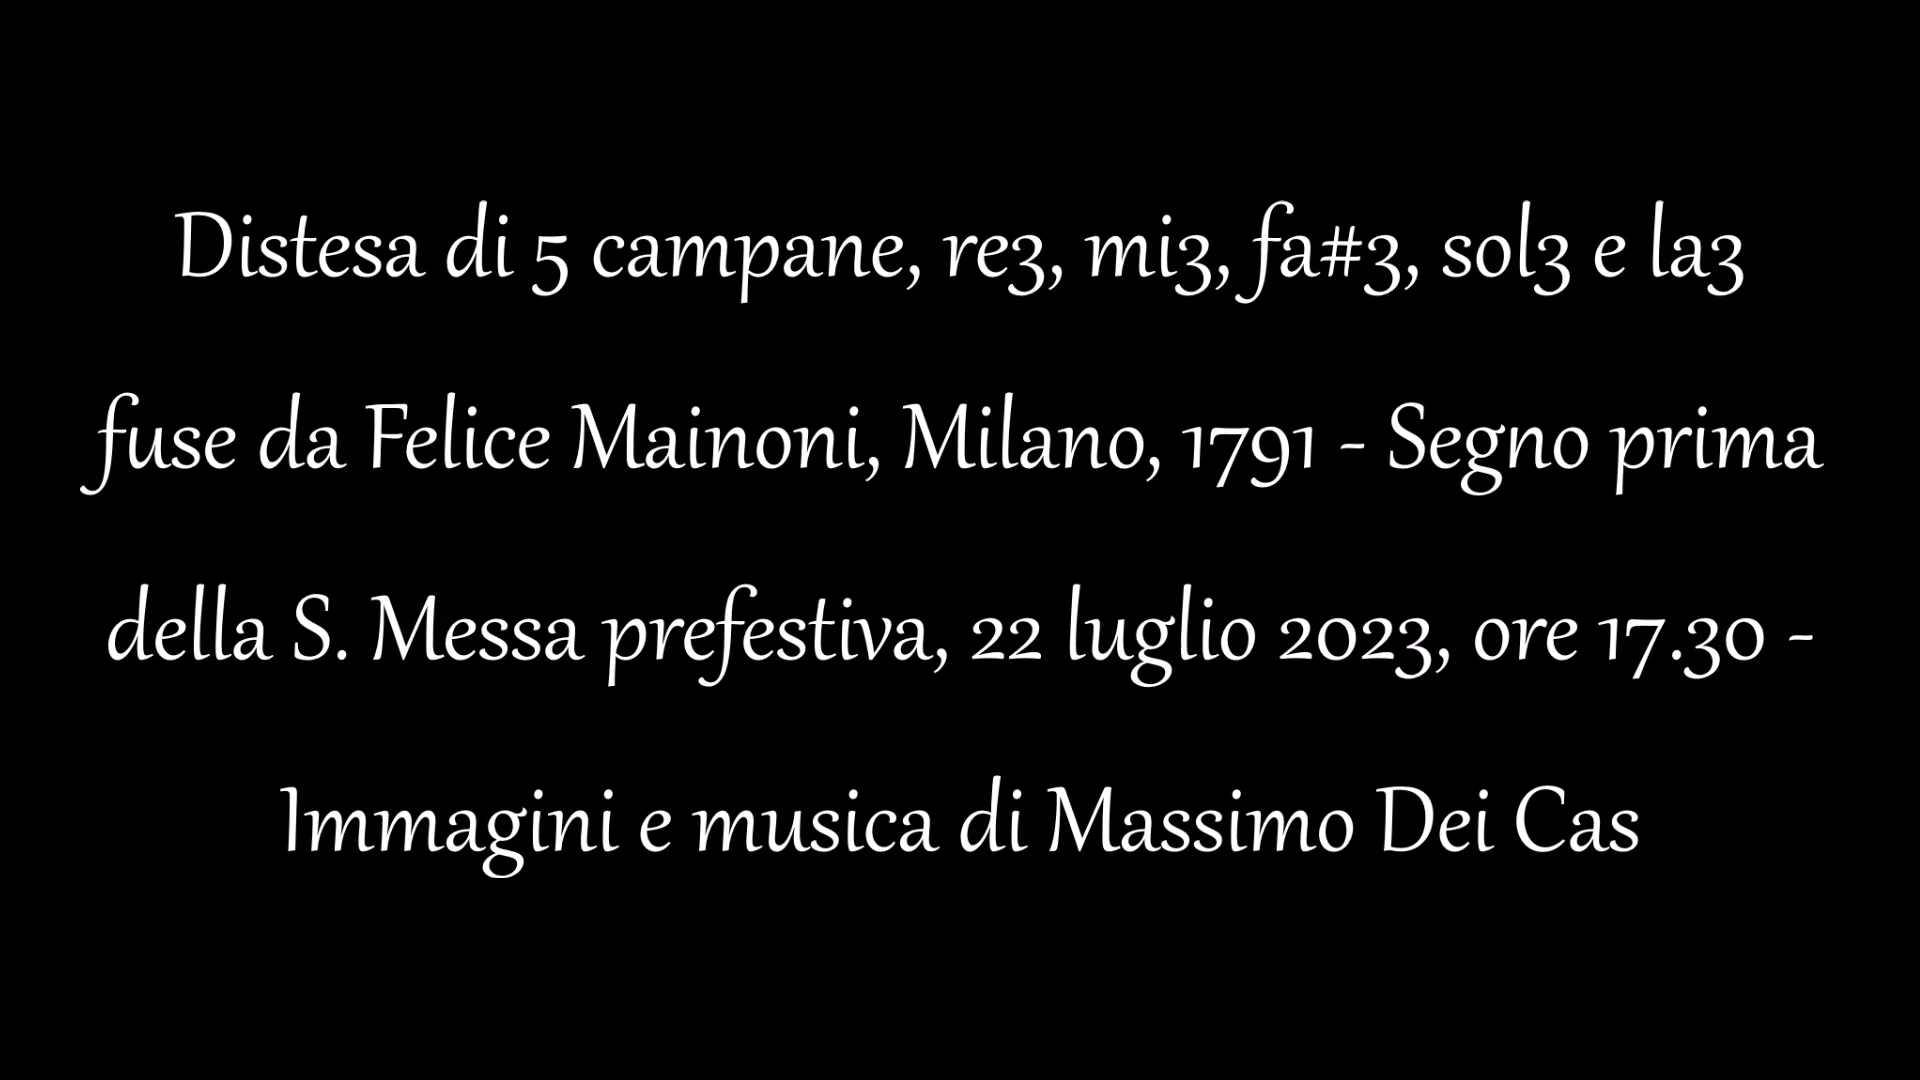 Distesa di 5 campane, re3, mi3, fa#3, sol3 e la3
fuse da Felice Mainoni, Milano, 1791 - Segno prima
della S. Messa prefestiva, 22 luglio 2023, ore 17.30 -
Immagini e musica di Massimo Dei Cas